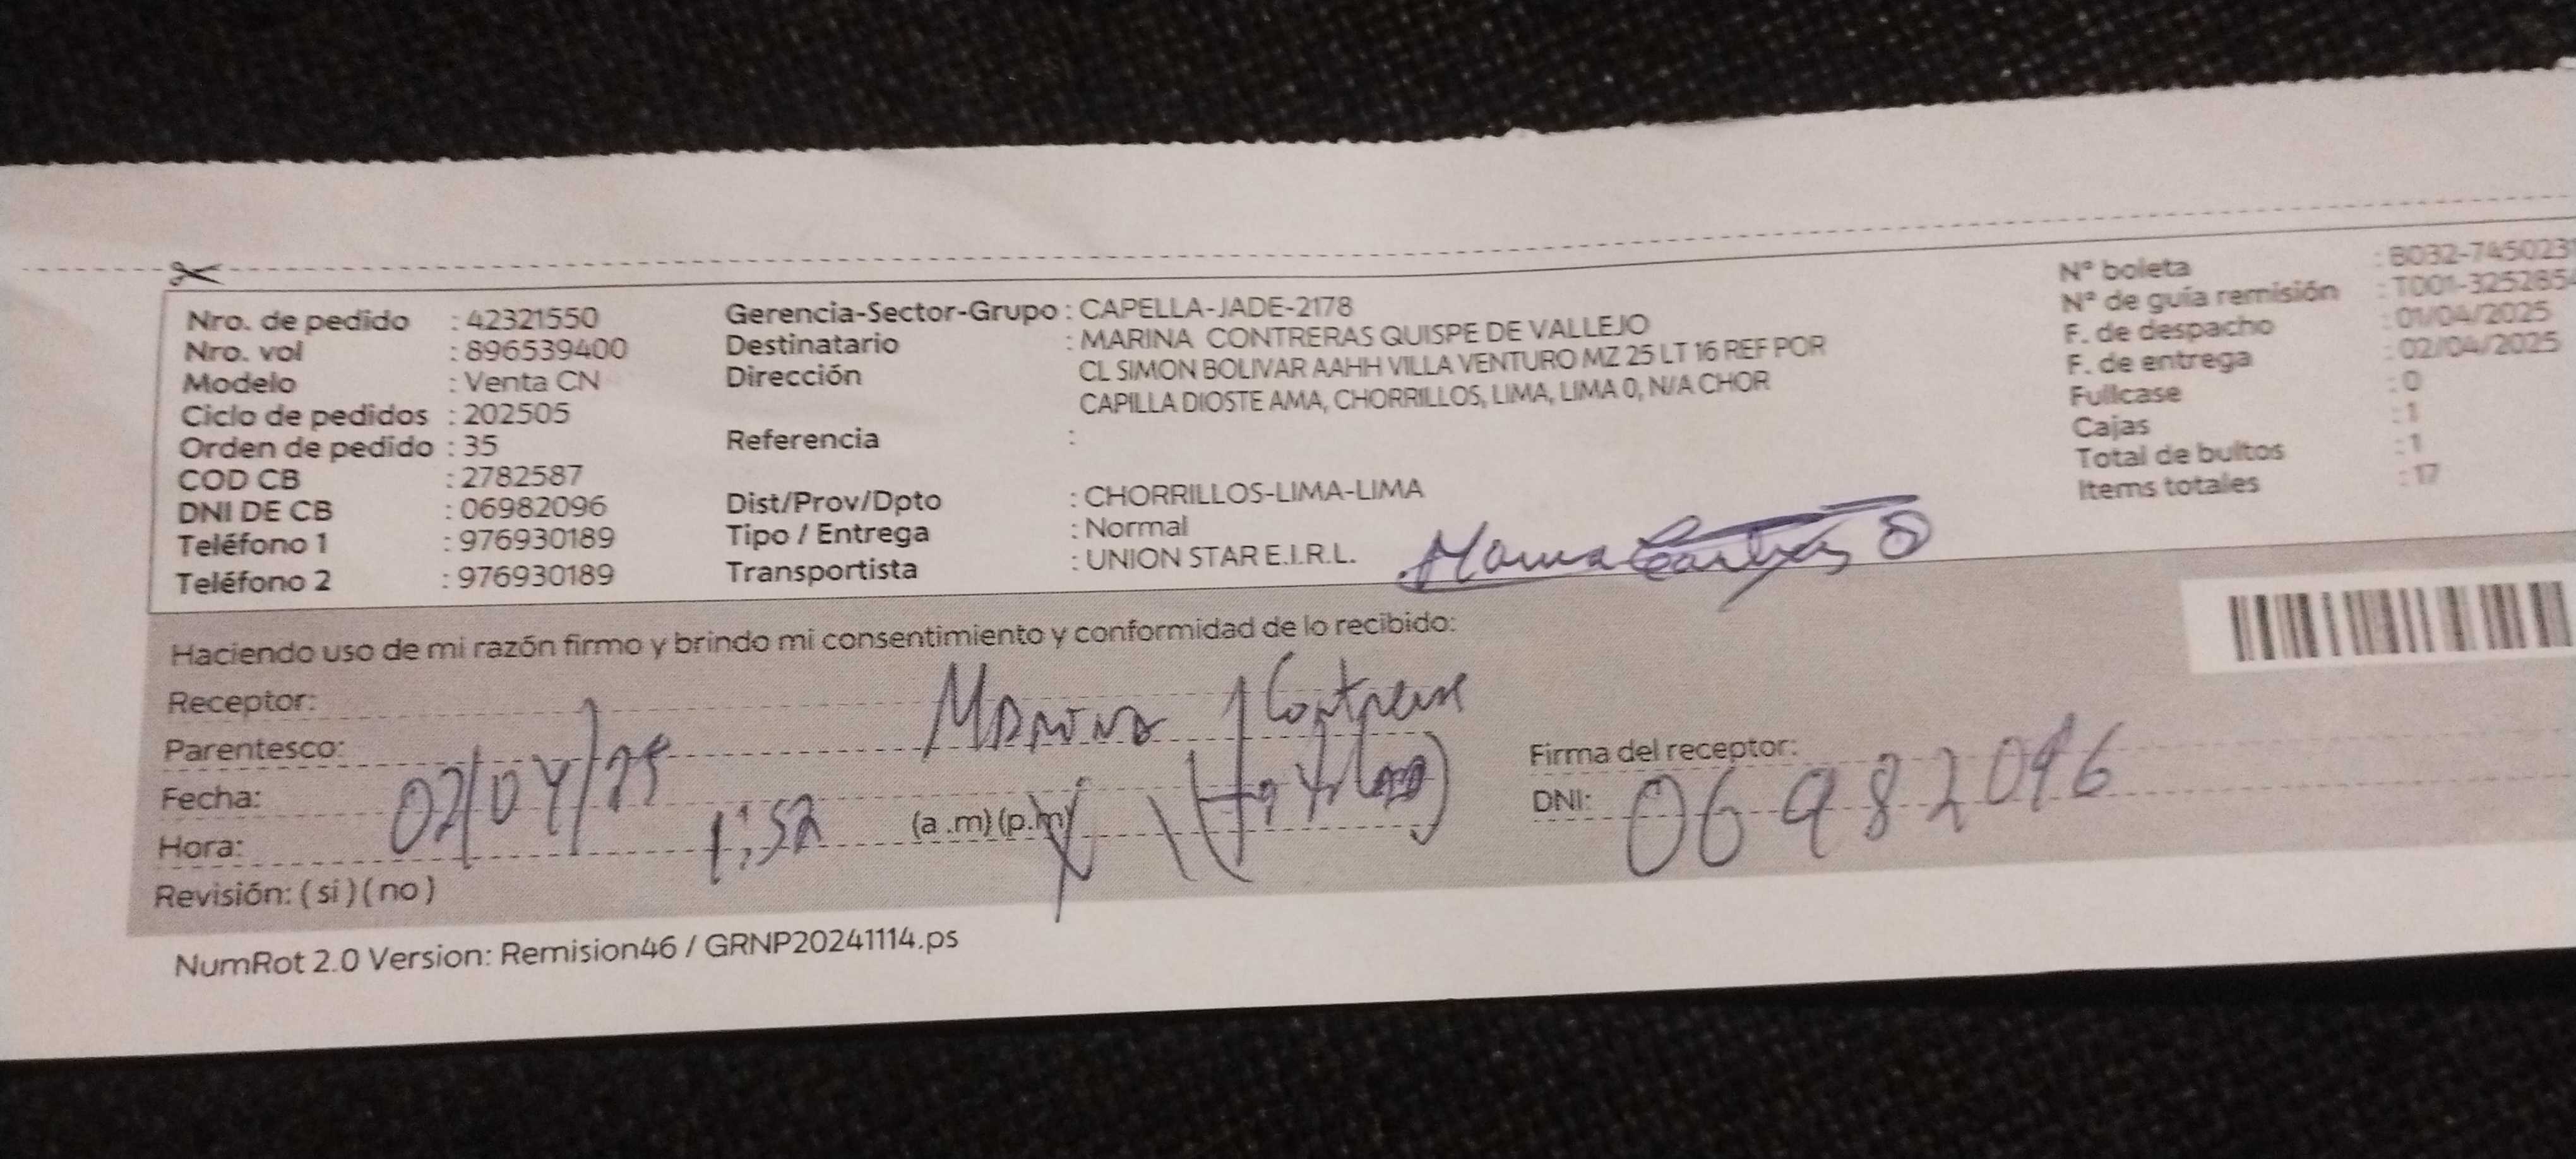 Nro. de pedido : 42321550
Nro. vol : 896539400
Modelo : Venta CN
Ciclo de pedidos : 202505
Orden de pedido : 35
COD CB : 2782587
DNI DE CB : 06982096
Teléfono 1 : 976930189
Teléfono 2 : 976930189
Gerencia-Sector-Grupo : CAPELLA-JADE-2178
Destinatario : MARINA CONTRERAS QUISPE DE VALLEJO
Dirección CL SIMON BOLIVAR AAHH VILLA VENTURO MZ 25 LT 16 REF POR
CAPILLA DIOSTE AMA, CHORRILLOS, LIMA, LIMA 0, N/A CHOR
Referencia :
Dist/Prov/Dpto : CHORRILLOS-LIMA-LIMA
Tipo / Entrega : Normal
Transportista : UNION STAR E.I.R.L.
N° boleta : B032-745023
N° de guía remisión : T001-325285
F. de despacho : 01/04/2025
F. de entrega : 02/04/2025
Fullcase : 0
Cajas : 1
Total de bultos : 1
Items totales : 17
Haciendo uso de mi razón firmo y brindo mi consentimiento y conformidad de lo recibido:
Receptor: Marina
Parentesco:
Fecha: 02/04/25
Hora: 1:52 (a .m) (p.m)
Revisión: ( si ) ( no )
Firma del receptor:
DNI: 06982096
NumRot 2.0 Version: Remision46 / GRNP20241114.ps